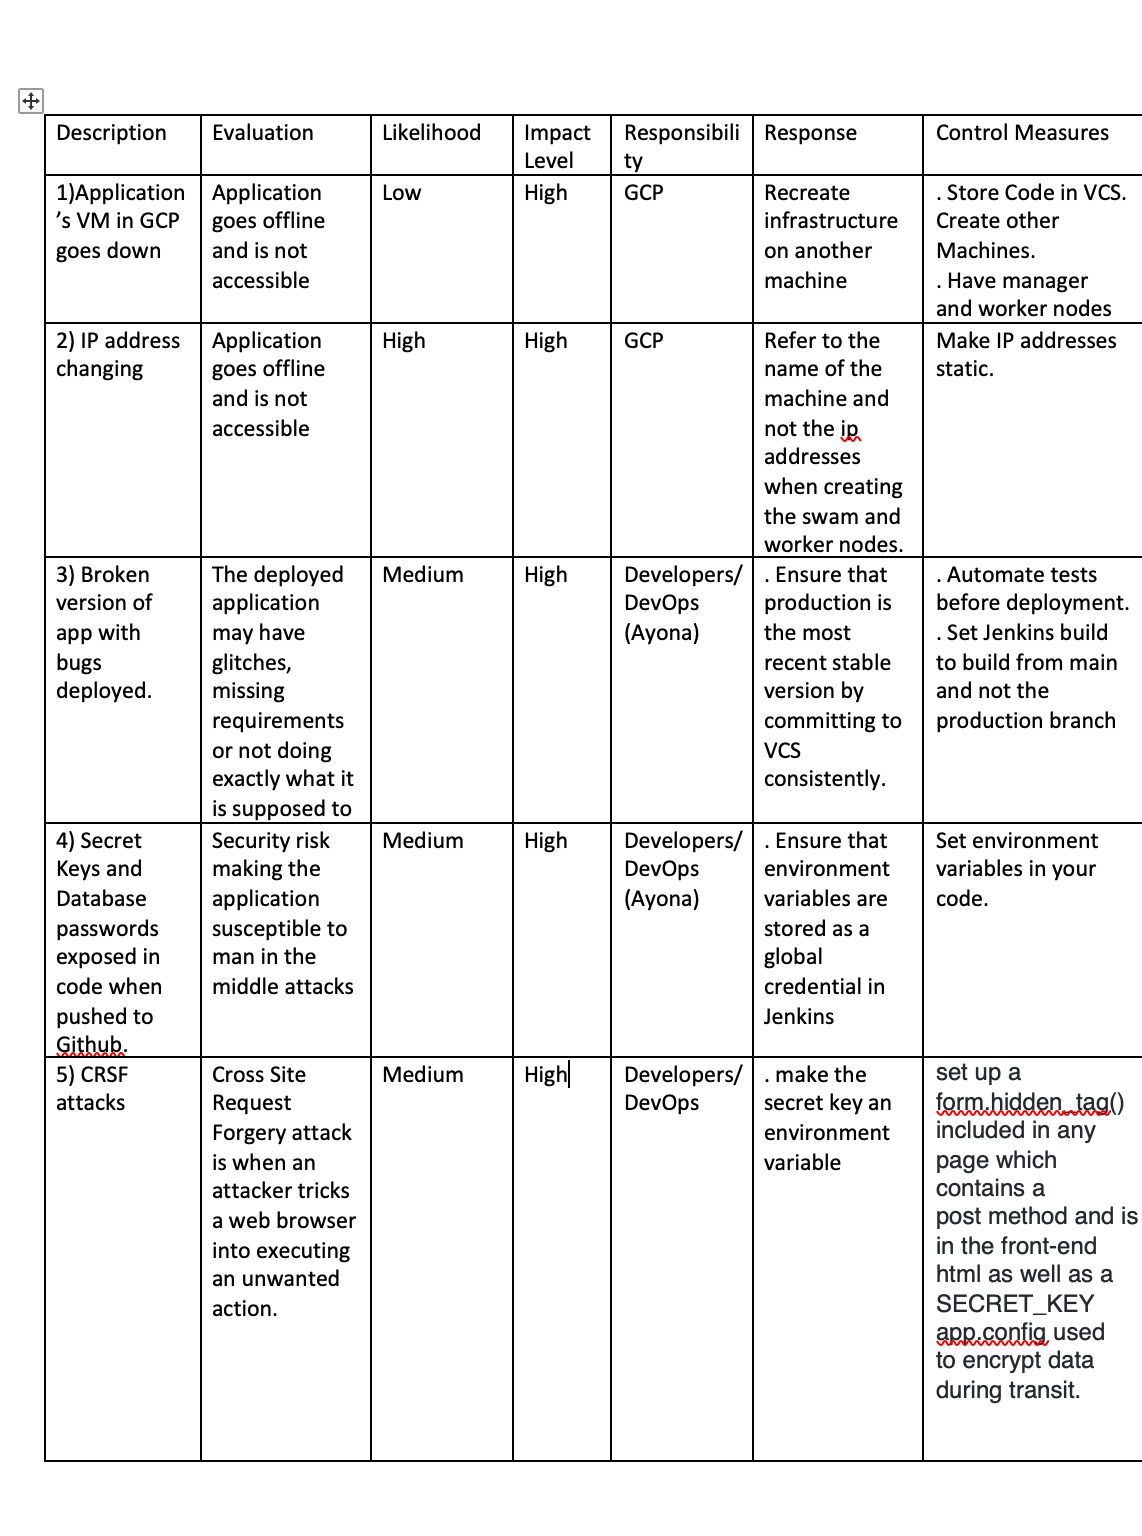 Description
Evaluation
Likelihood
Impact
Level
Responsibili
ty
Response
Control Measures
1)Application
's VM in GCP
goes down
Application
goes offline
and is not
accessible
Low
High
GCP
Recreate
infrastructure
on another
machine
. Store Code in VCS.
Create other
Machines.
. Have manager
and worker nodes
2) IP address
changing
Application
goes offline
and is not
accessible
High
High
GCP
Refer to the
name of the
machine and
not the ip
addresses
when creating
the swam and
worker nodes.
Make IP addresses
static.
3) Broken
version of
app with
bugs
deployed.
The deployed
application
may have
glitches,
missing
requirements
or not doing
exactly what it
is supposed to
Medium
High
Developers/
DevOps
(Ayona)
. Ensure that
production is
the most
recent stable
version by
committing to
VCS
consistently.
. Automate tests
before deployment.
. Set Jenkins build
to build from main
and not the
production branch
4) Secret
Keys and
Database
passwords
exposed in
code when
pushed to
Github.
Security risk
making the
application
susceptible to
man in the
middle attacks
Medium
High
Developers/
DevOps
(Ayona)
. Ensure that
environment
variables are
stored as a
global
credential in
Jenkins
Set environment
variables in your
code.
5) CRSF
attacks
Cross Site
Request
Forgery attack
is when an
attacker tricks
a web browser
into executing
an unwanted
action.
Medium
High
Developers/
DevOps
. make the
secret key an
environment
variable
set up a
form.hidden_tag()
included in any
page which
contains a
post method and is
in the front-end
html as well as a
SECRET_KEY
app.config used
to encrypt data
during transit.